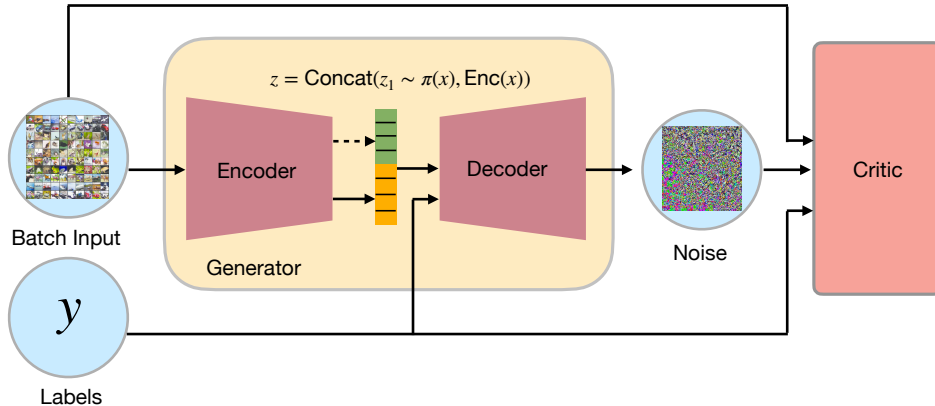 z = Concat(z₁ ∼ π(x), Enc(x))
Encoder
Decoder
Critic
Batch Input
Generator
Noise
y
Labels